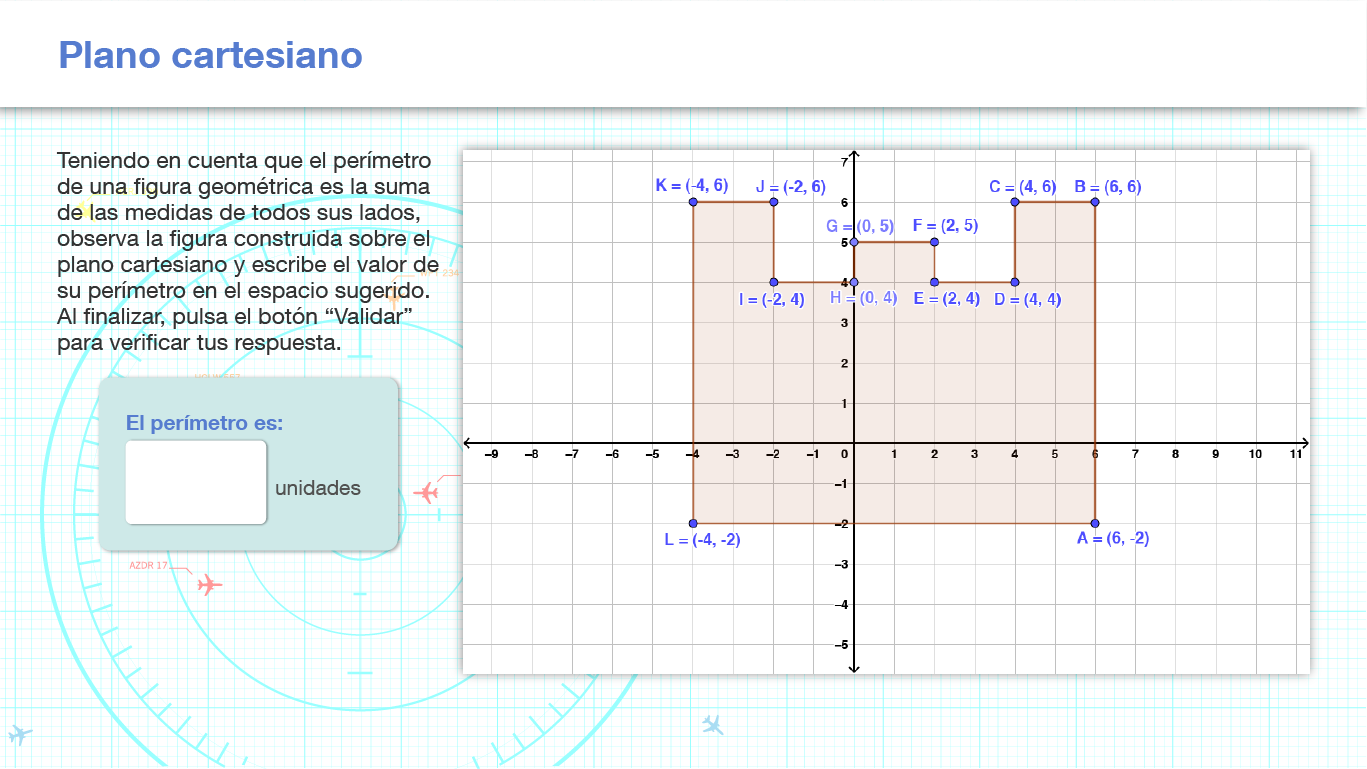 Plano cartesiano
Teniendo en cuenta que el perímetro
de una figura geométrica es la suma
de las medidas de todos sus lados,
observa la figura construida sobre el
plano cartesiano y escribe el valor de
su perímetro en el espacio sugerido.
Al finalizar, pulsa el botón “Validar”
para verificar tus respuesta.
El perímetro es:
unidades
AZDR 17
7
K = (-4, 6) J = (-2, 6) C = (4, 6) B = (6, 6)
6
G = (0, 5) F = (2, 5)
5
4
I = (-2, 4) H = (0, 4) E = (2, 4) D = (4, 4)
3
2
1
–9 –8 –7 –6 –5 –4 –3 –2 –1 0 1 2 3 4 5 6 7 8 9 10 11
–1
–2
L = (-4, -2) A = (6, -2)
–3
–4
–5